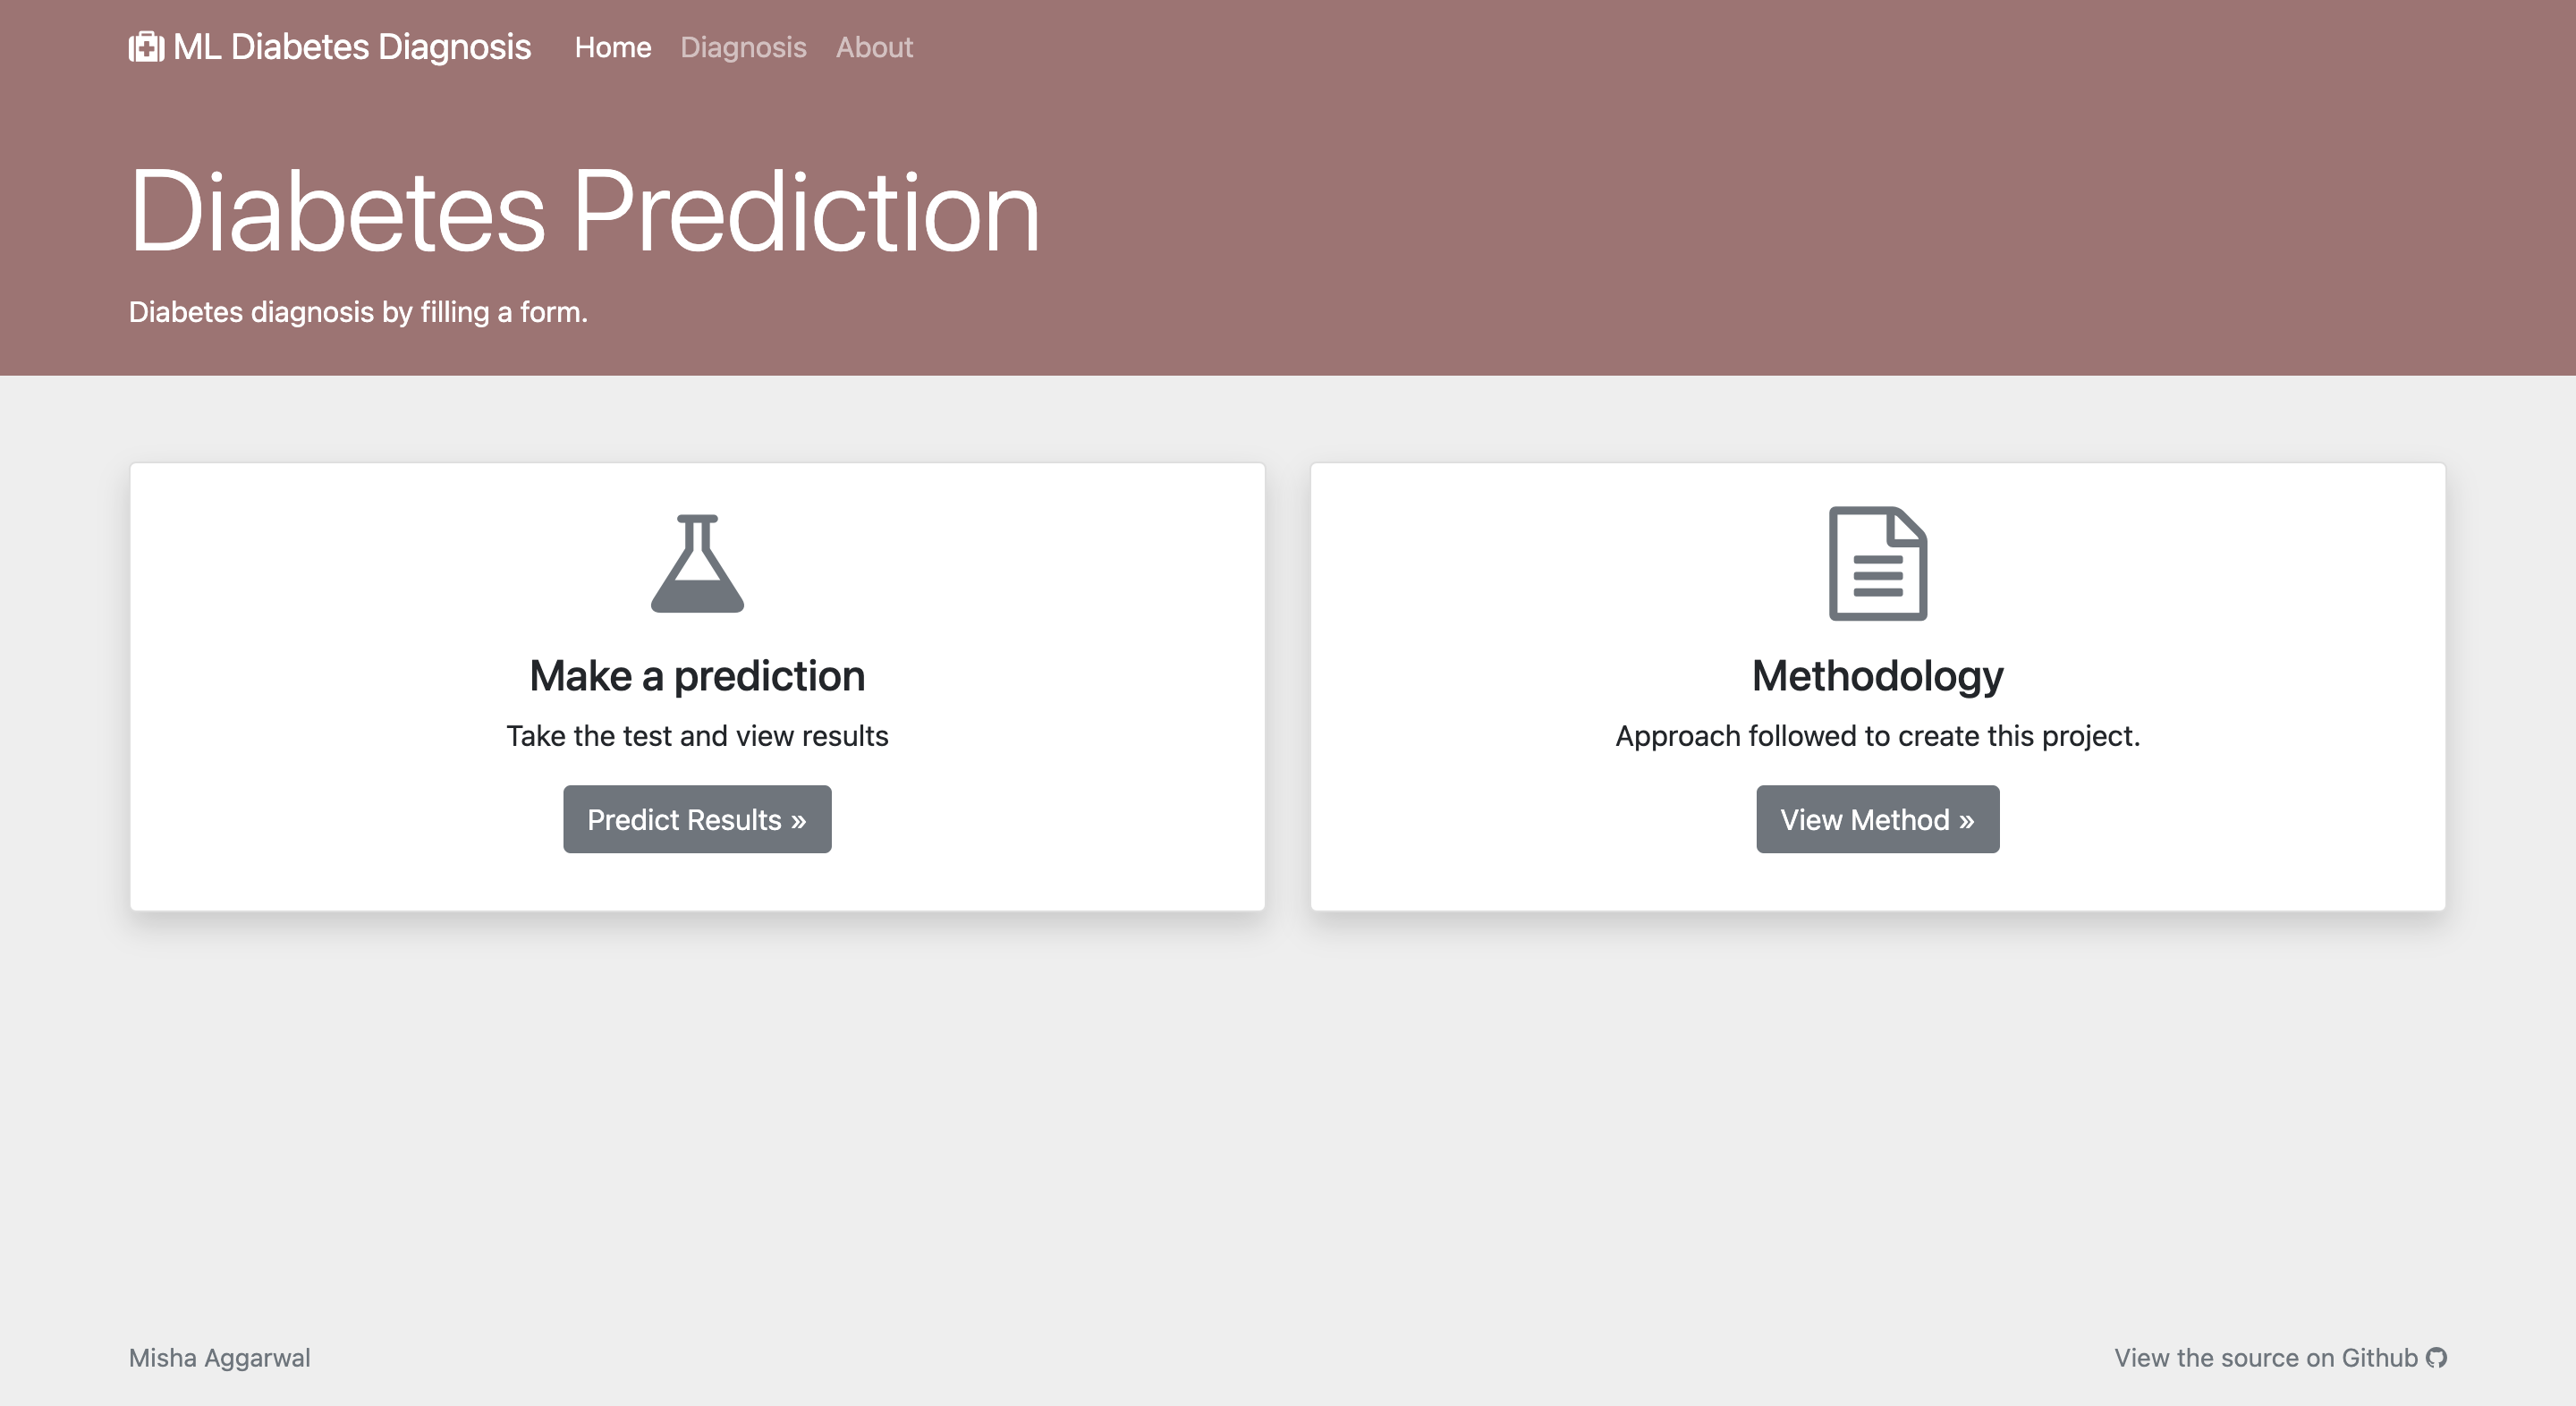 ML Diabetes Diagnosis Home Diagnosis About
Diabetes Prediction
Diabetes diagnosis by filling a form.
Make a prediction
Take the test and view results
Predict Results »
Methodology
Approach followed to create this project.
View Method »
Misha Aggarwal
View the source on Github